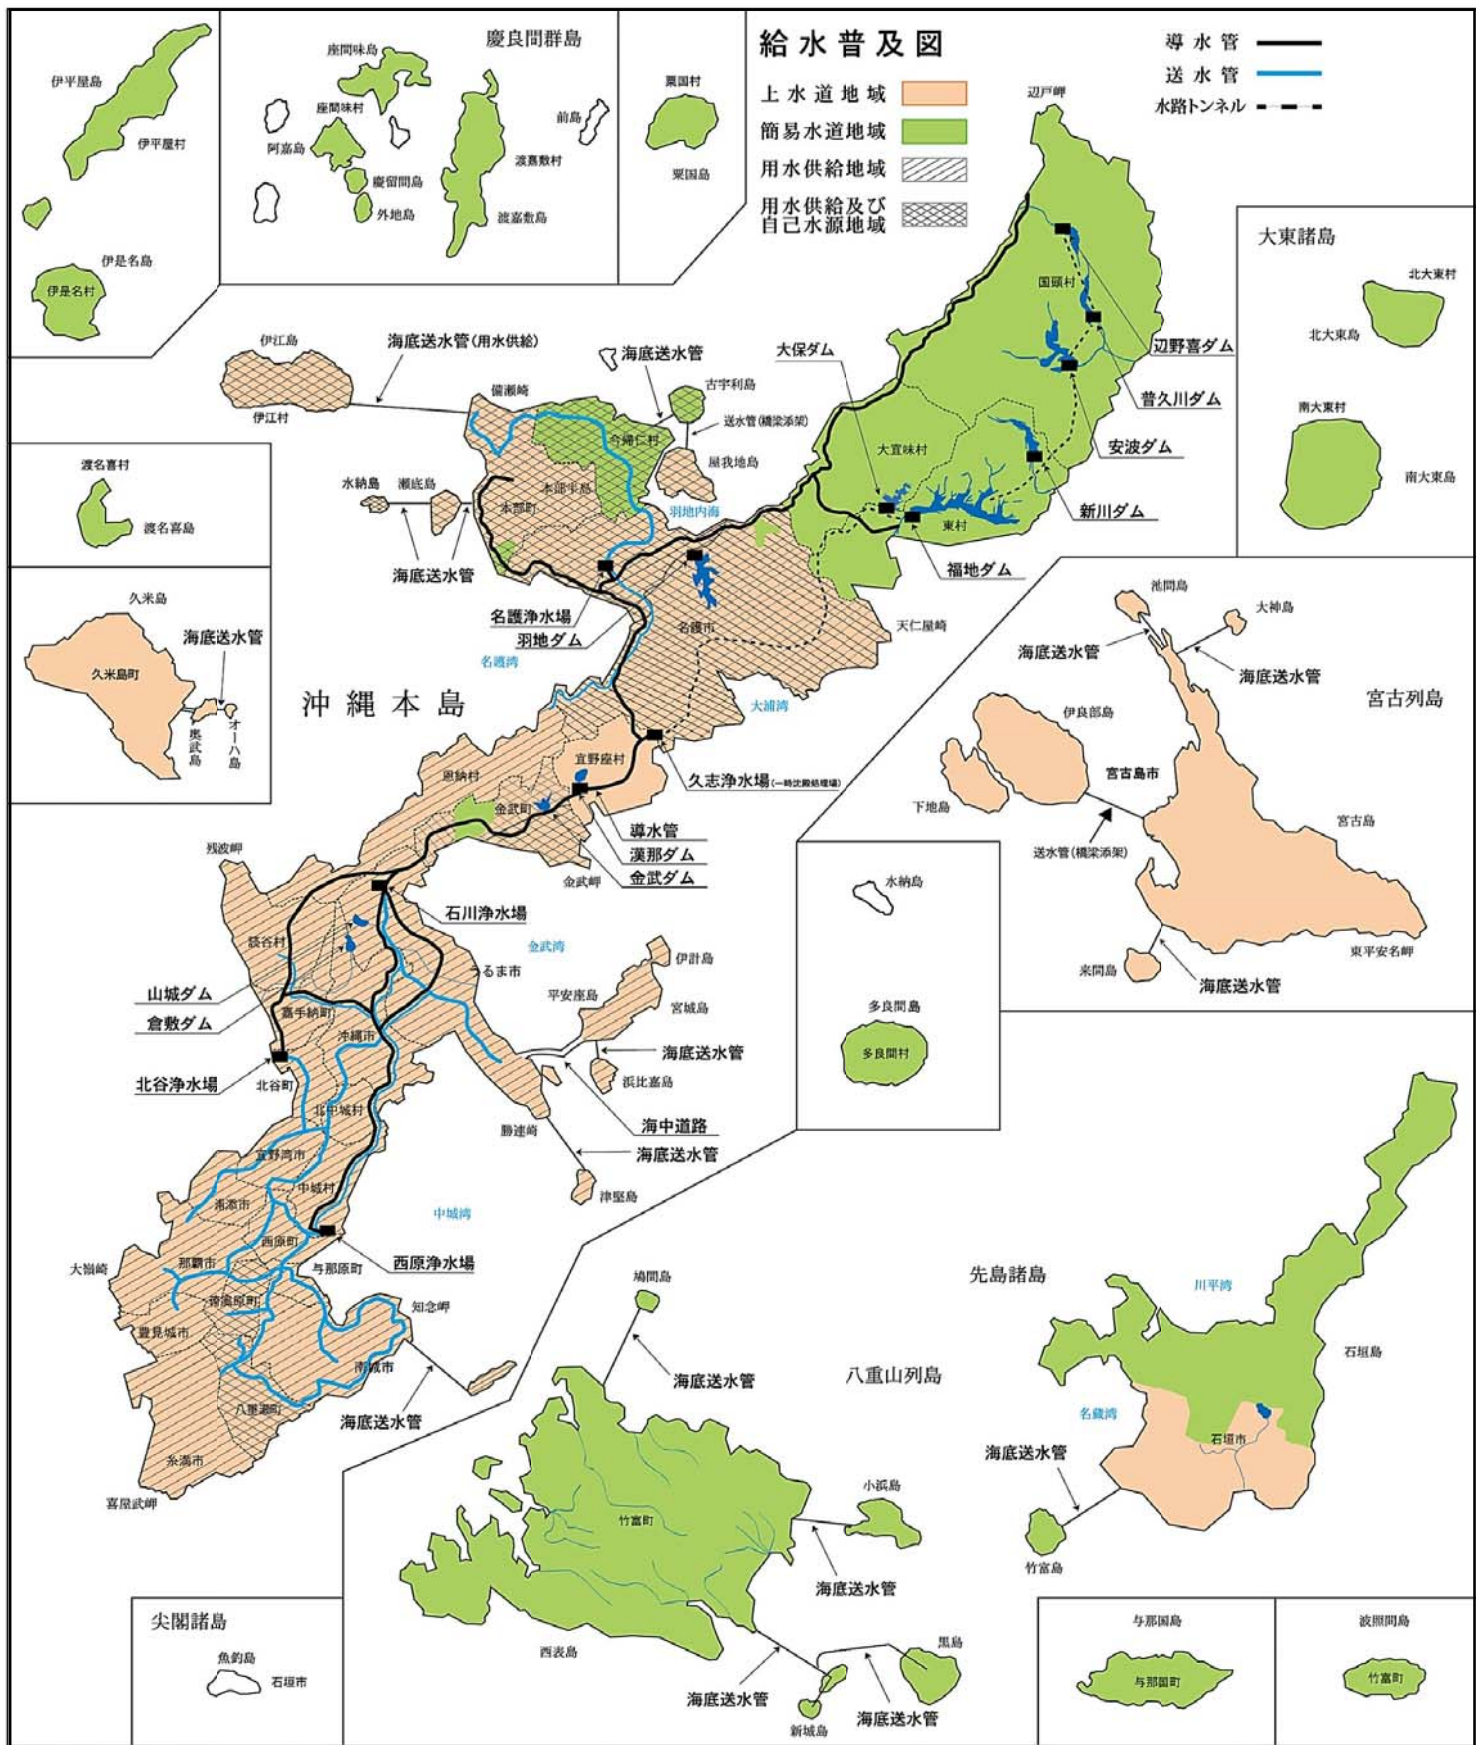 給水普及図
上水道地域
簡易水道地域
用水供給地域
用水供給及び
自己水源地域
導水管
送水管
水路トンネル
伊平屋島
伊平屋村
伊是名島
伊是名村
慶良間群島
座間味島
座間味村
阿嘉島
慶留間島
外地島
前島
渡嘉敷村
渡嘉敷島
粟国村
粟国島
辺戸岬
大東諸島
北大東村
北大東島
南大東村
南大東島
国頭村
辺野喜ダム
普久川ダム
安波ダム
新川ダム
福地ダム
大保ダム
大宜味村
東村
伊江島
伊江村
海底送水管(用水供給)
備瀬崎
海底送水管
古宇利島
送水管(橋梁添架)
今帰仁村
屋我地島
羽地内海
水納島
瀬底島
本部半島
本部町
海底送水管
名護浄水場
羽地ダム
名護市
名護湾
天仁屋崎
大浦湾
渡名喜村
渡名喜島
久米島
久米島町
海底送水管
奥武島
オーハ島
沖縄本島
恩納村
宜野座村
金武町
久志浄水場(一時沈殿処理場)
導水管
漢那ダム
金武ダム
金武岬
残波岬
石川浄水場
読谷村
金武湾
うるま市
伊計島
平安座島
宮城島
山城ダム
倉敷ダム
嘉手納町
沖縄市
海底送水管
浜比嘉島
北谷浄水場
北谷町
海中道路
北中城村
勝連崎
海底送水管
津堅島
宜野湾市
中城村
浦添市
中城湾
西原町
西原浄水場
大嶺崎
那覇市
与那原町
南風原町
知念岬
豊見城市
南城市
海底送水管
八重瀬町
糸満市
喜屋武岬
池間島
大神島
海底送水管
海底送水管
宮古列島
伊良部島
宮古島市
下地島
宮古島
送水管(橋梁添架)
来間島
海底送水管
東平安名岬
水納島
多良間島
多良間村
先島諸島
川平湾
石垣島
名蔵湾
石垣市
海底送水管
竹富島
八重山列島
鳩間島
海底送水管
竹富町
小浜島
海底送水管
西表島
海底送水管
黒島
海底送水管
新城島
尖閣諸島
魚釣島
石垣市
与那国島
与那国町
波照間島
竹富町